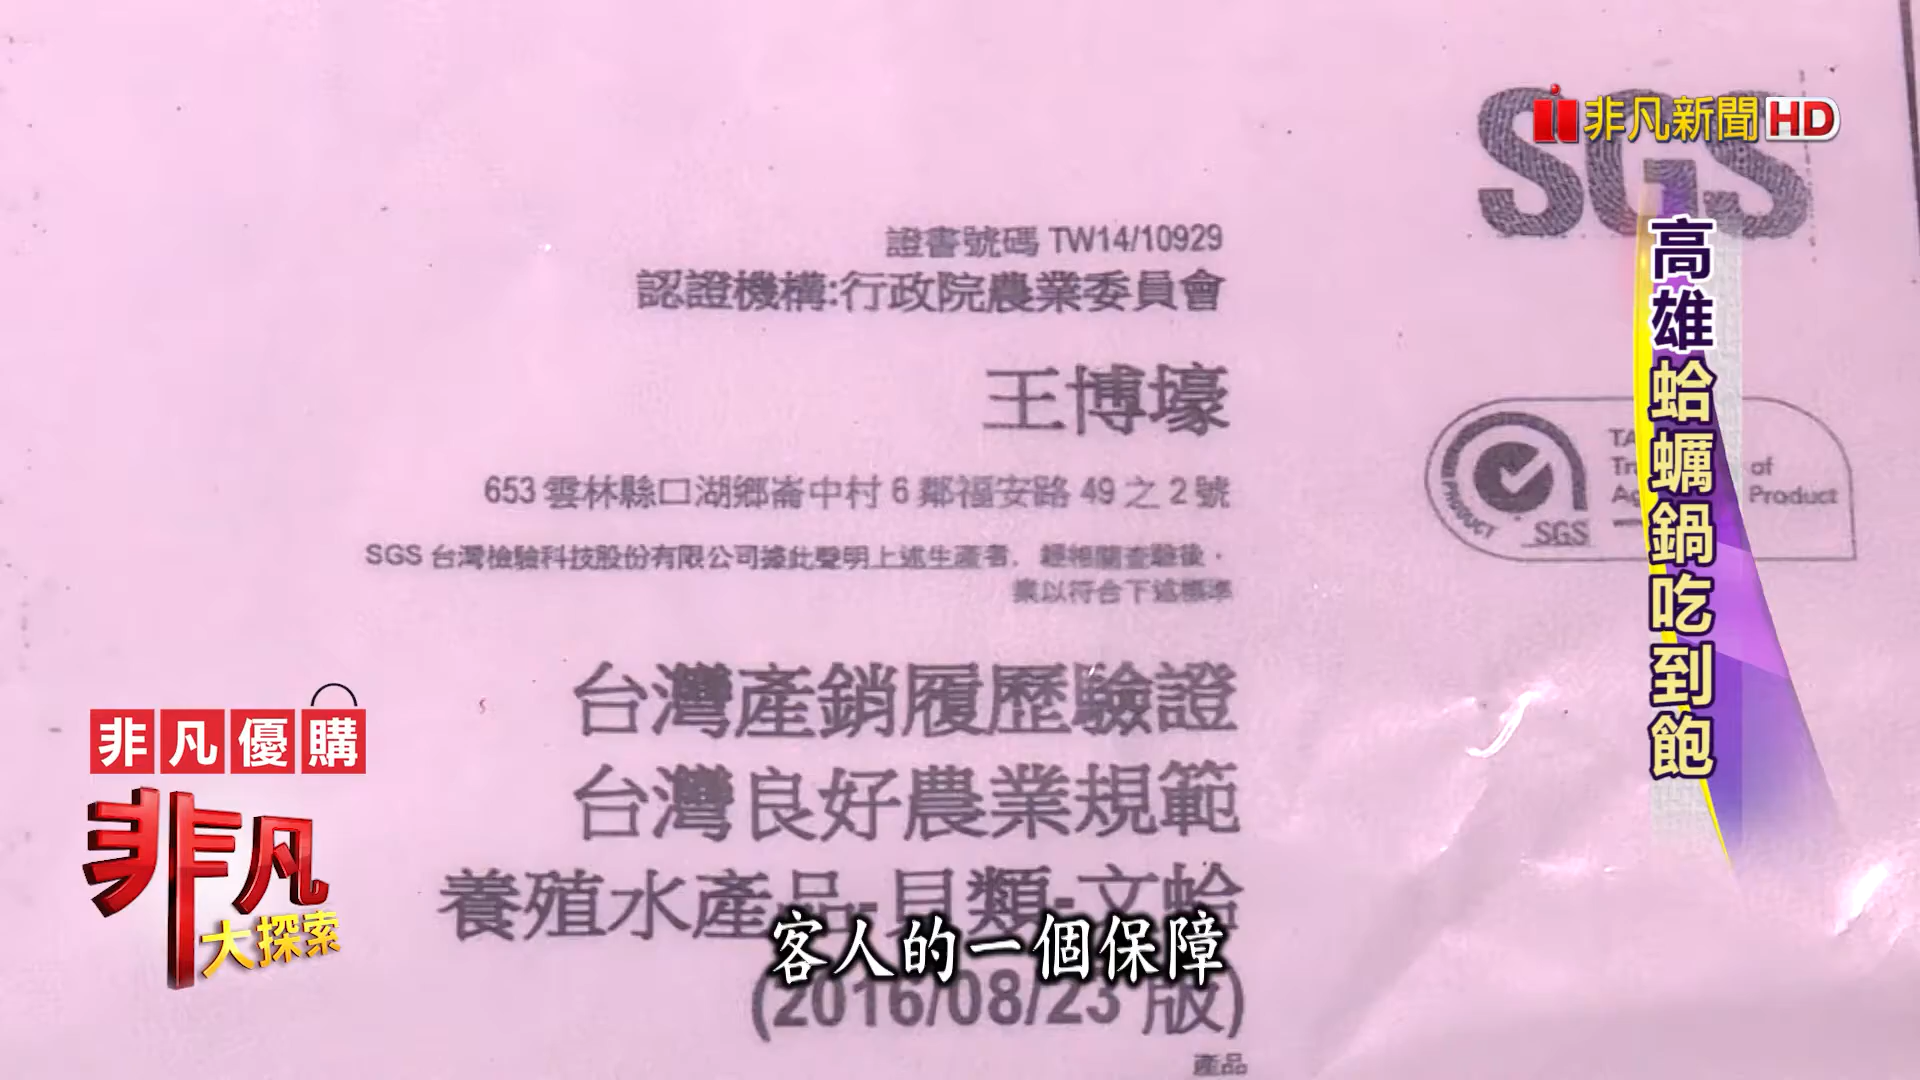 SGS
非凡新聞HD
證書號碼 TW14/10929
認證機構:行政院農業委員會
王博壕
653 雲林縣口湖鄉崙中村 6 鄰福安路 49 之 2 號
SGS 台灣檢驗科技股份有限公司據此聲明上述生產者，經相關查驗後，
業以符合下述標準
台灣產銷履歷驗證
台灣良好農業規範
養殖水產品-貝類-文蛤
(2016/08/23 版)
產品
of
Product
PRODUCT
SGS
高雄蛤蠣鍋吃到飽
非凡優購
非凡大探索
客人的一個保障